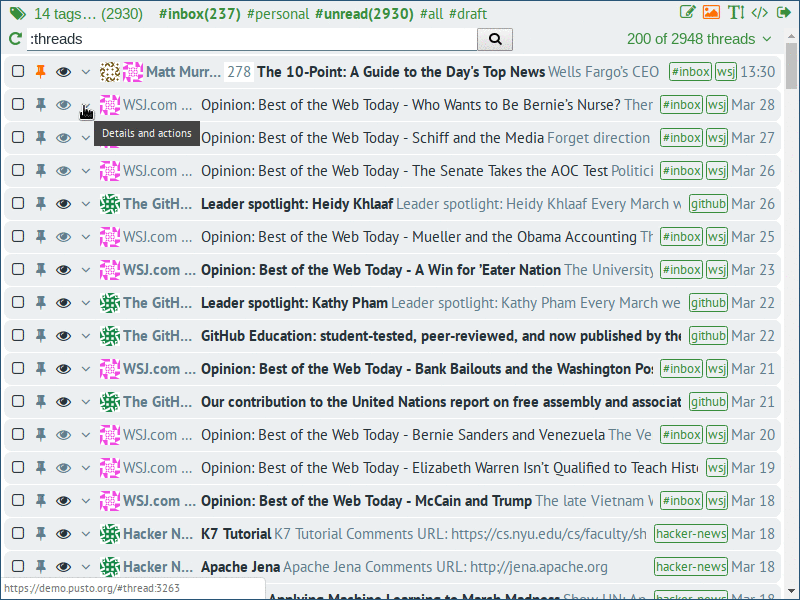 14 tags... (2930) #inbox(237) #personal #unread(2930) #all #draft
:threads 200 of 2948 threads
Matt Murr... 278 The 10-Point: A Guide to the Day's Top News Wells Fargo's CEO #inbox wsj 13:30
WSJ.com ... Opinion: Best of the Web Today - Who Wants to Be Bernie's Nurse? Ther #inbox wsj Mar 28
Details and actions
Opinion: Best of the Web Today - Schiff and the Media Forget direction #inbox wsj Mar 27
WSJ.com ... Opinion: Best of the Web Today - The Senate Takes the AOC Test Politici #inbox wsj Mar 26
The GitH... Leader spotlight: Heidy Khlaaf Leader spotlight: Heidy Khlaaf Every March w github Mar 26
WSJ.com ... Opinion: Best of the Web Today - Mueller and the Obama Accounting Th #inbox wsj Mar 25
WSJ.com ... Opinion: Best of the Web Today - A Win for 'Eater Nation The University #inbox wsj Mar 23
The GitH... Leader spotlight: Kathy Pham Leader spotlight: Kathy Pham Every March we github Mar 22
The GitH... GitHub Education: student-tested, peer-reviewed, and now published by the github Mar 22
WSJ.com ... Opinion: Best of the Web Today - Bank Bailouts and the Washington Pos #inbox wsj Mar 21
The GitH... Our contribution to the United Nations report on free assembly and associat github Mar 21
WSJ.com ... Opinion: Best of the Web Today - Bernie Sanders and Venezuela The Ve #inbox wsj Mar 20
WSJ.com ... Opinion: Best of the Web Today - Elizabeth Warren Isn't Qualified to Teach Histo wsj Mar 19
WSJ.com ... Opinion: Best of the Web Today - McCain and Trump The late Vietnam W #inbox wsj Mar 18
Hacker N... K7 Tutorial K7 Tutorial Comments URL: https://cs.nyu.edu/cs/faculty/sh hacker-news Mar 18
Hacker N... Apache Jena Apache Jena Comments URL: http://jena.apache.org hacker-news Mar 18
https://demo.pusto.org/#thread:3263
Applying Machine Learning to March Madness Show HN: An hacker-news Mar 18